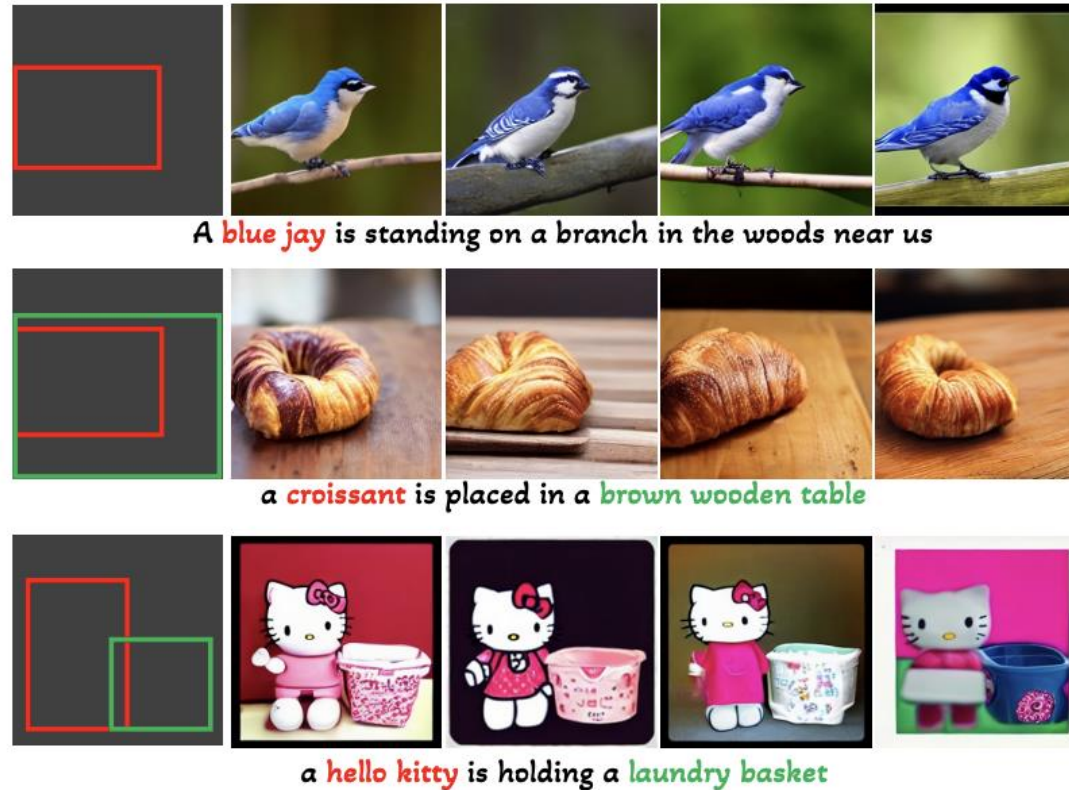 A blue jay is standing on a branch in the woods near us
a croissant is placed in a brown wooden table
a hello kitty is holding a laundry basket